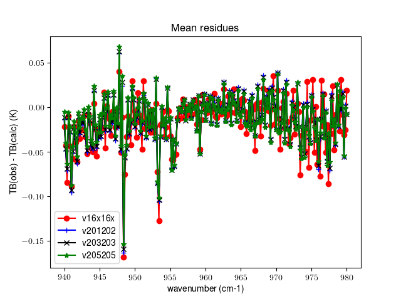 Mean residues
TB(obs) - TB(calc) (K)
0.05
0.00
−0.05
−0.10
−0.15
v16x16x
v201202
v203203
v205205
940 945 950 955 960 965 970 975 980
wavenumber (cm-1)